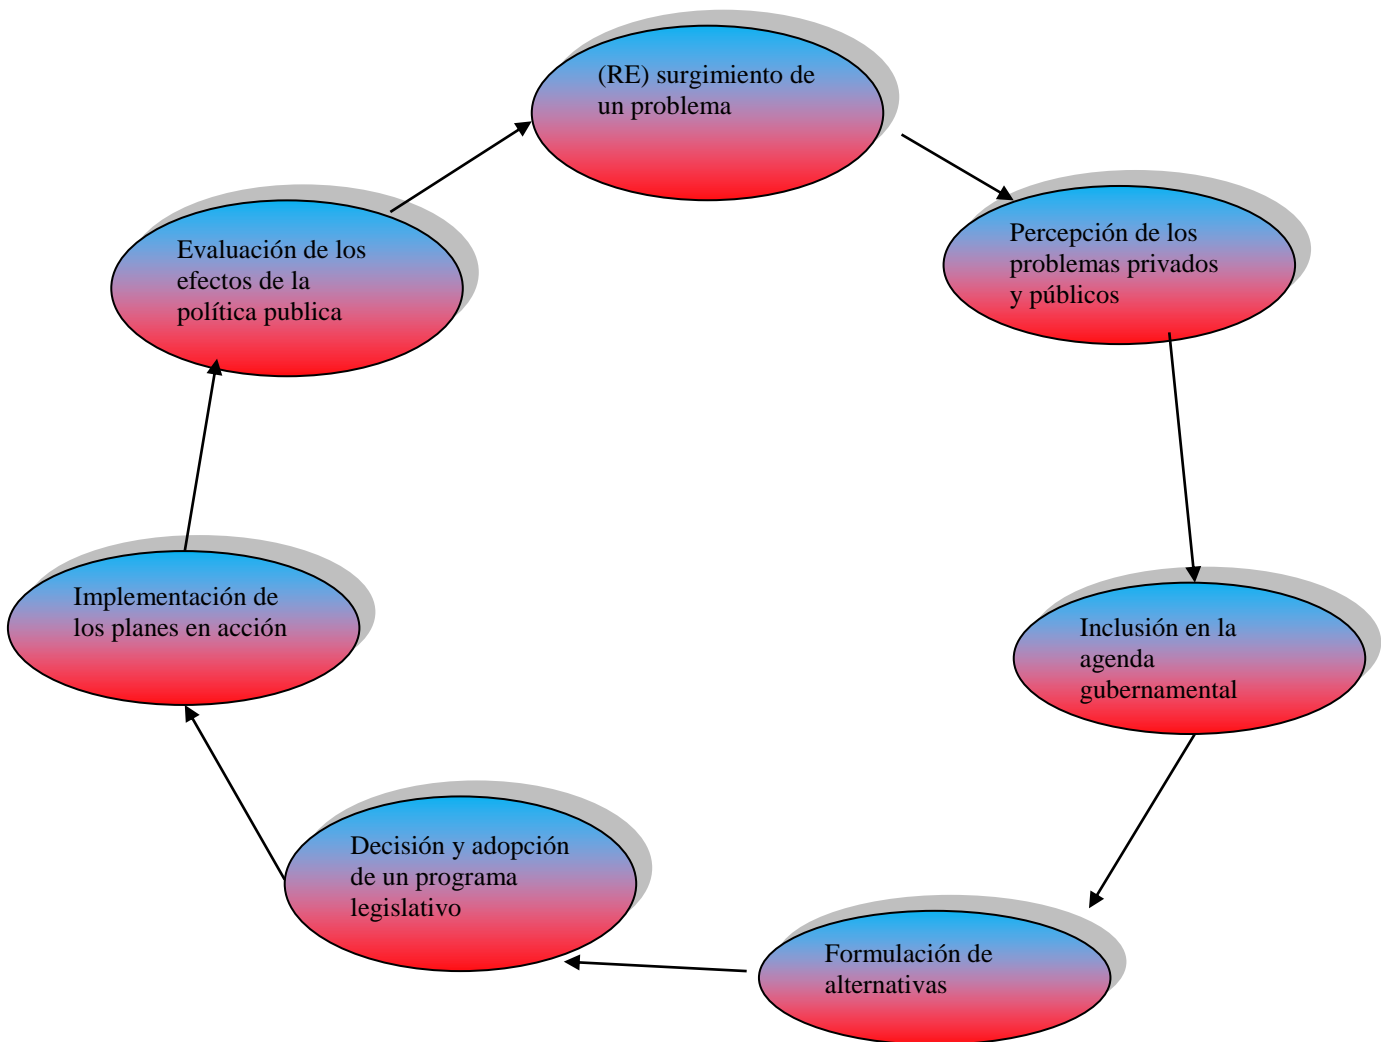 (RE) surgimiento de
un problema
Percepción de los
problemas privados
y públicos
Inclusión en la
agenda
gubernamental
Formulación de
alternativas
Decisión y adopción
de un programa
legislativo
Implementación de
los planes en acción
Evaluación de los
efectos de la
política publica